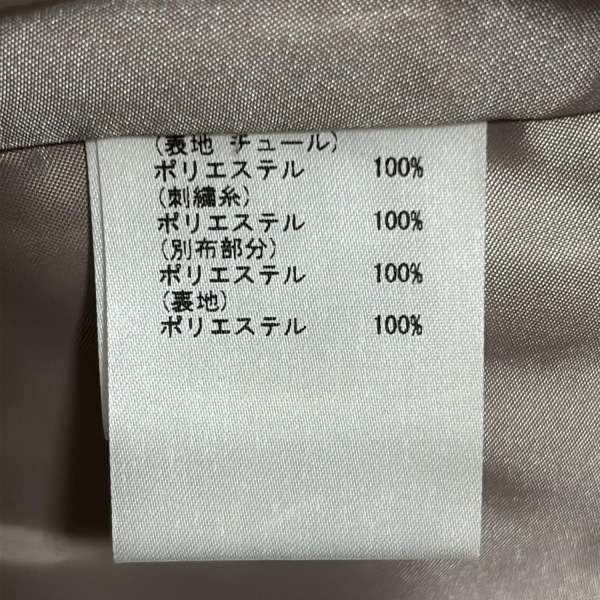 (表地 チュール)
ポリエステル 100%
(刺繍糸)
ポリエステル 100%
(別布部分)
ポリエステル 100%
(裏地)
ポリエステル 100%